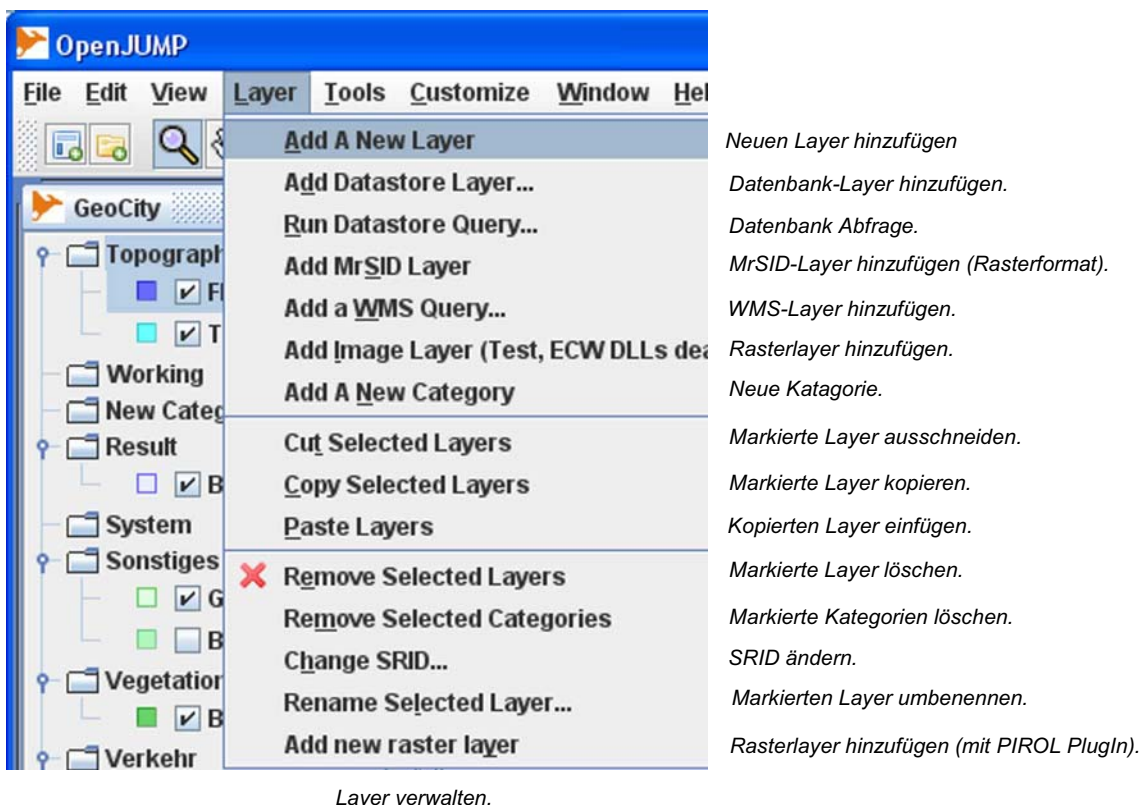 OpenJUMP
File Edit View Layer Tools Customize Window
GeoCity
Add A New Layer Neuen Layer hinzufügen
Add Datastore Layer... Datenbank-Layer hinzufügen.
Run Datastore Query... Datenbank Abfrage.
Add MrSID Layer MrSID-Layer hinzufügen (Rasterformat).
Add a WMS Query... WMS-Layer hinzufügen.
Add Image Layer (Test, ECW DLLs Rasterlayer hinzufügen.
Working Add A New Category Neue Katagorie.
New
Result Cut Selected Layers Markierte Layer ausschneiden.
B Copy Selected Layers Markierte Layer kopieren.
System Paste Layers Kopierten Layer einfügen.
Sonstiges Remove Selected Layers Markierte Layer löschen.
G
B Remove Selected Categories Markierte Kategorien löschen.
Change SRID... SRID ändern.
B Rename Selected Layer... Markierten Layer umbenennen.
Verkehr Add new raster layer Rasterlayer hinzufügen (mit PIROL PlugIn).
Layer verwalten.